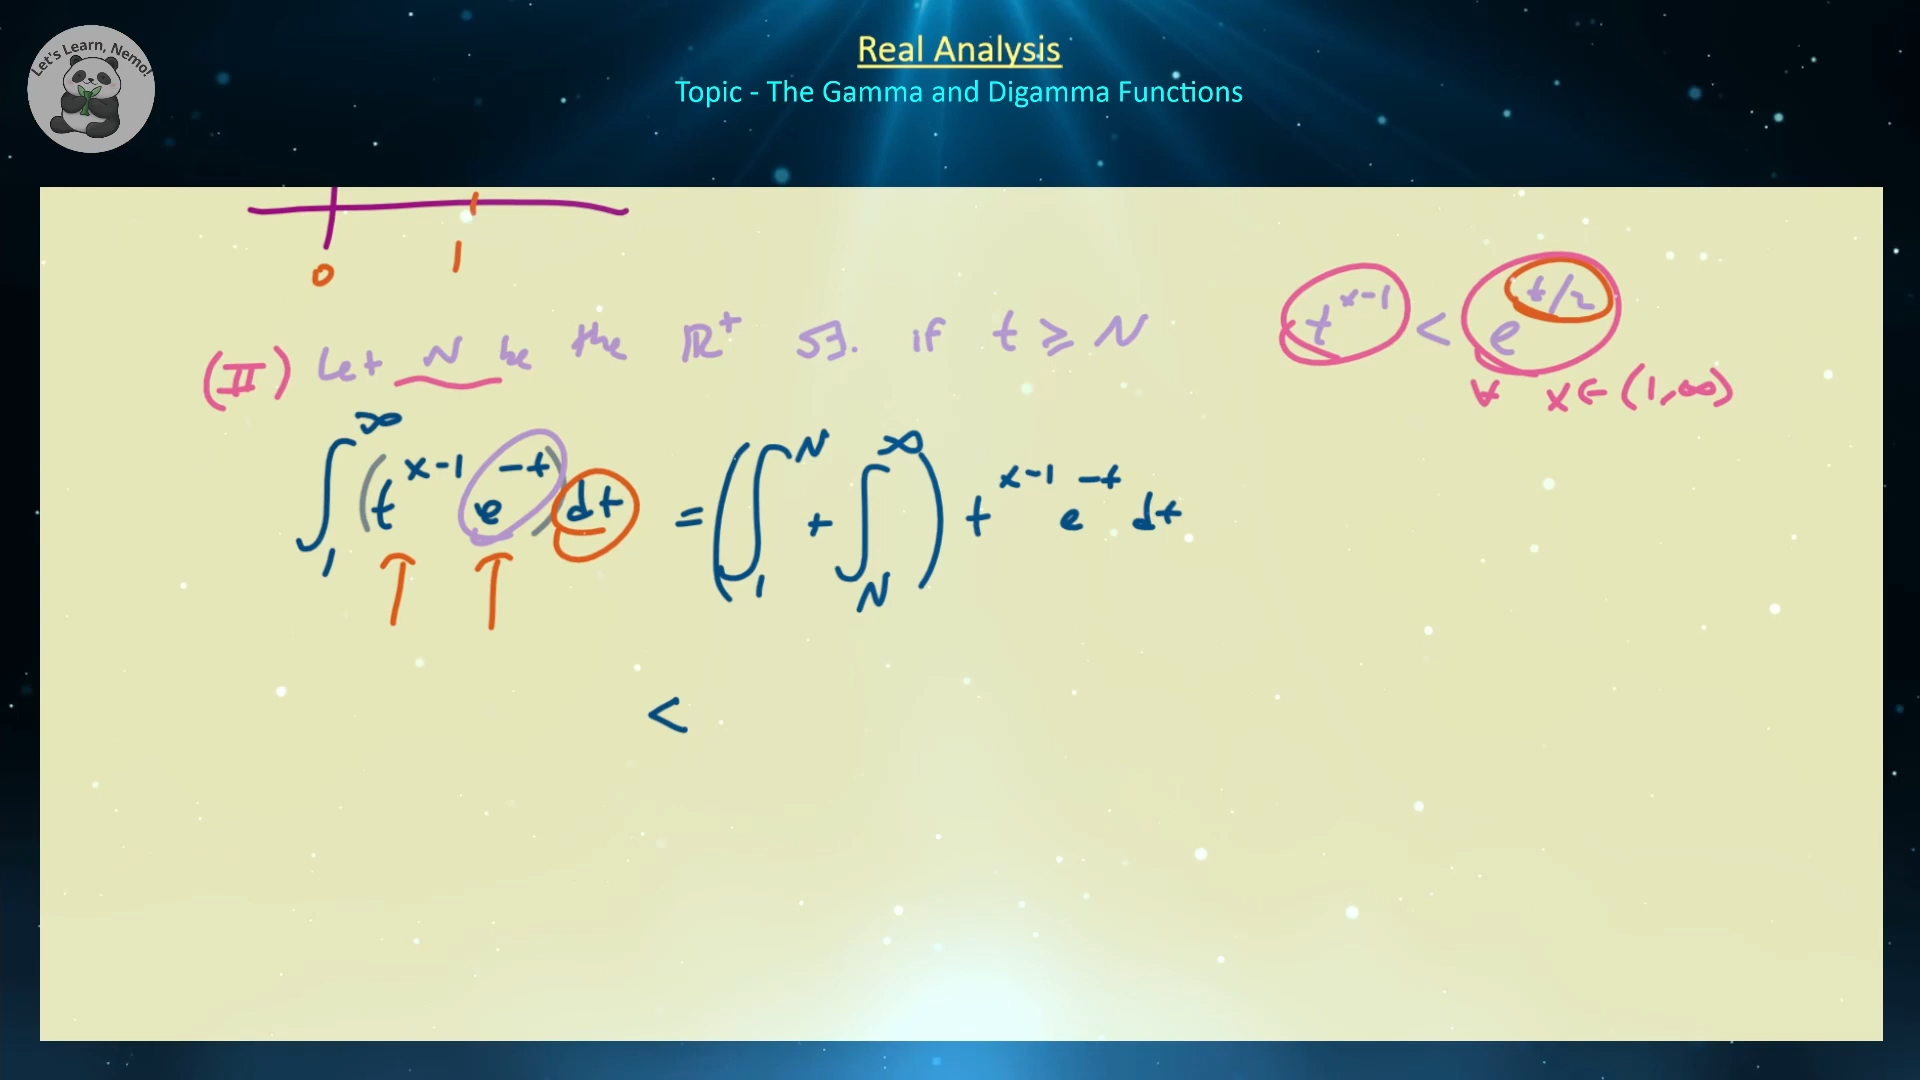 Let's Learn, Nemo!
Real Analysis
Topic - The Gamma and Digamma Functions
0 1
(II) Let N be the ℝ⁺ s.t. if t ≥ N t^{x-1} < e^{t/2}
∀ x ∈ (1,∞)
∫_1^∞ (t^{x-1} e^{-t}) dt = (∫_1^N + ∫_N^∞) t^{x-1} e^{-t} dt
<